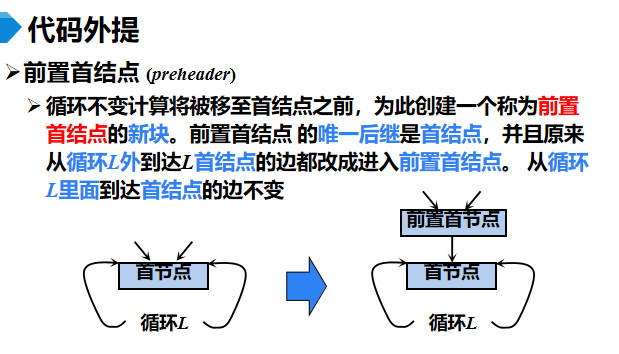 代码外提
前置首结点 (preheader)
循环不变计算将被移至首结点之前，为此创建一个称为前置
首结点的新块。前置首结点 的唯一后继是首结点，并且原来
从循环L外到达L首结点的边都改成进入前置首结点。 从循环
L里面到达首结点的边不变
前置首节点
首节点
首节点
循环L
循环L